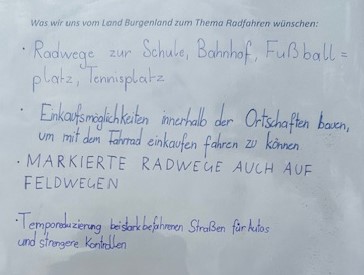 Was wir uns vom Land Burgenland zum Thema Radfahren wünschen:
• Radwege zur Schule, Bahnhof, Fußball=
platz, Tennisplatz
• Einkaufsmöglichkeiten innerhalb der Ortschaften bauen,
um mit dem Fahrrad einkaufen fahren zu können
• MARKIERTE RADWEGE AUCH AUF
FELDWEGEN
• Temporeduzierung bei stark befahrenen Straßen für Autos
und strengere Kontrollen